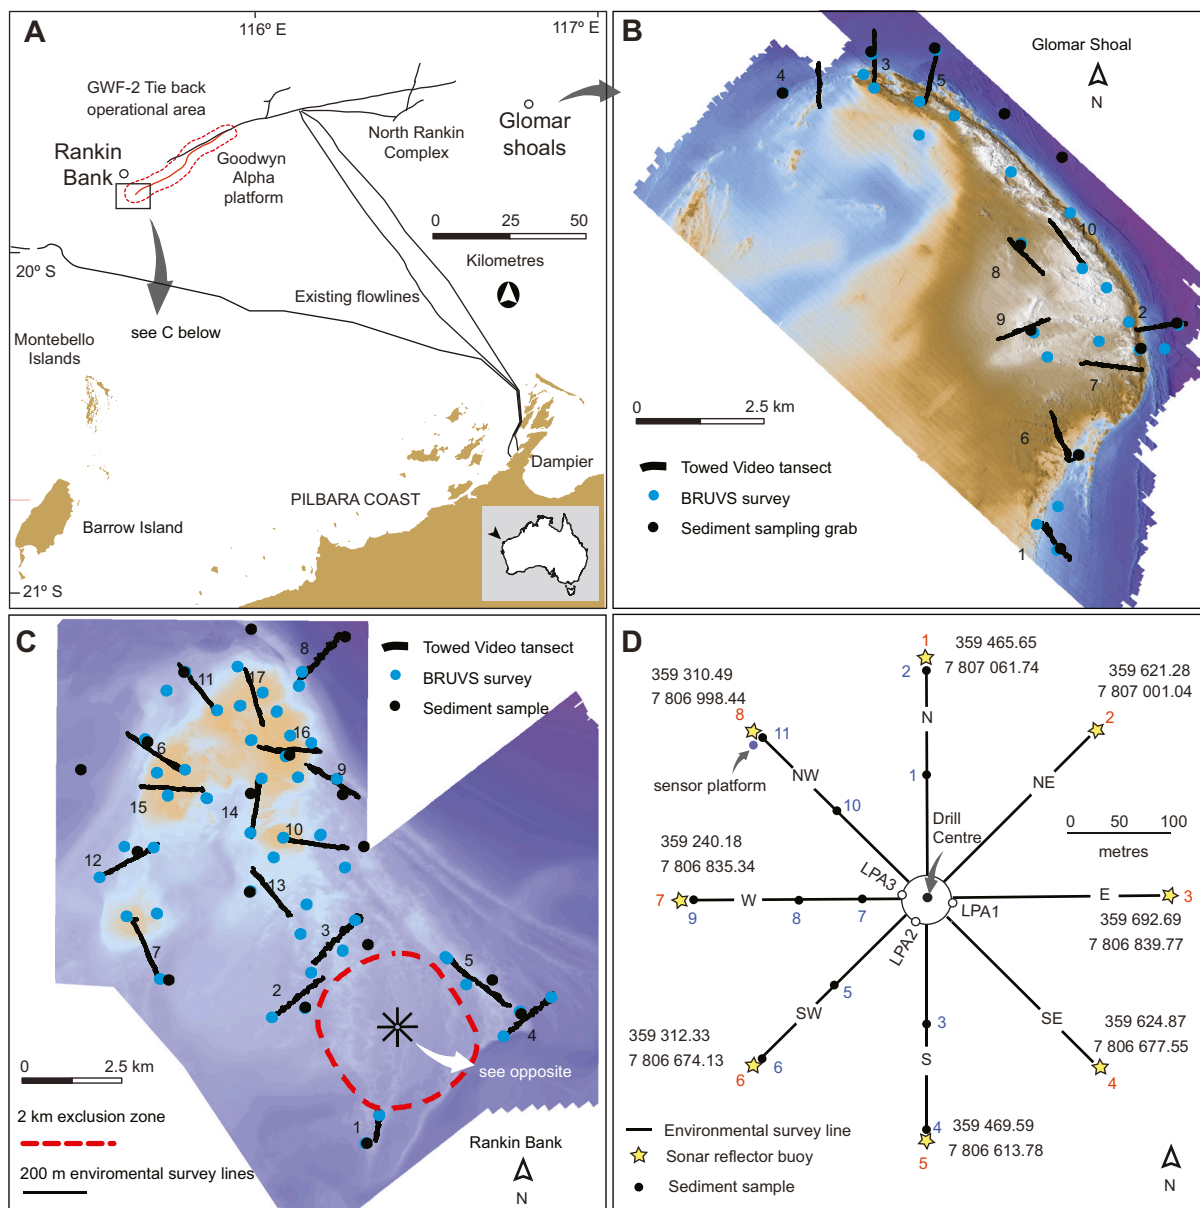 A
116º E
117º E
GWF-2 Tie back
operational area
Rankin
Bank
Goodwyn
Alpha
platform
North Rankin
Complex
Glomar
shoals
0 25 50
Kilometres
20º S
see C below
Existing flowlines
Montebello
Islands
Dampier
PILBARA COAST
Barrow Island
21º S
B
Glomar Shoal
N
4
3
5
10
8
9
2
7
6
1
0 2.5 km
Towed Video tansect
BRUVS survey
Sediment sampling grab
C
Towed Video tansect
BRUVS survey
Sediment sample
8
11
17
6
16
9
15
14
10
12
13
7
3
5
2
4
1
see opposite
0 2.5 km
2 km exclusion zone
200 m enviromental survey lines
Rankin Bank
N
D
1
359 465.65
7 807 061.74
2
N
359 621.28
7 807 001.04
2
359 310.49
7 806 998.44
8
11
sensor platform
NW
10
1
NE
Drill
Centre
0 50 100
metres
359 240.18
7 806 835.34
LPA3
LPA1
LPA2
7
9
W
8
7
E
3
359 692.69
7 806 839.77
5
SW
3
S
SE
359 312.33
7 806 674.13
6
6
359 624.87
7 806 677.55
4
4
359 469.59
7 806 613.78
5
Environmental survey line
Sonar reflector buoy
Sediment sample
N